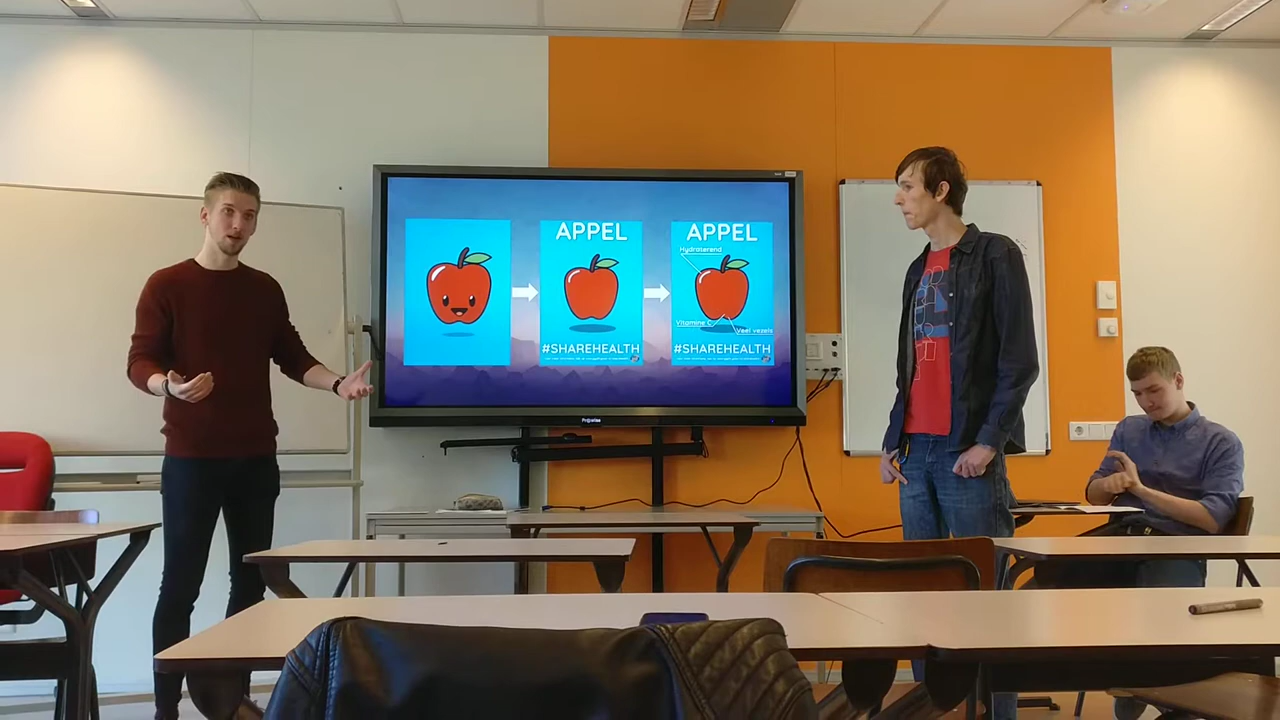 APPEL
#SHAREHEALTH
APPEL
Hydraterend
Vitamine C
Veel vezels
#SHAREHEALTH